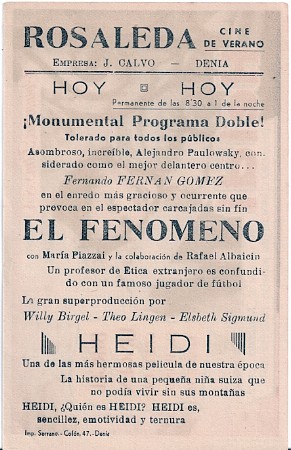 ROSALEDA CINE
DE VERANO
EMPRESA: J. CALVO — DENIA
HOY HOY
Permanente de las 8'30 a 1 de la noche
¡Monumental Programa Doble!
Tolerado para todos los públicos
Asombroso, increíble, Alejandro Paulowsky, con-
siderado como el mejor delantero centro...
Fernando FERNAN GOMEZ
en el enredo más gracioso y ocurrente que
prevoca en el espectador carcajadas sin fín
EL FENOMENO
con María Piazzai y la colaboración de Rafael Albaicín
Un profesor de Etica extranjero es confundi-
do con un famoso jugador de fútbol
La gran superproducción por
Willy Birgel - Theo Lingen - Elsbeth Sigmund
HEIDI
Una de las más hermosas película de nuestra época
La historia de una pequeña niña suiza que
no podía vivir sin sus montañas
HEIDI, ¿Quién es HEIDI? HEIDI es,
sencillez, emotividad y ternura
Imp. Serrano.- Colón, 47.-Denia